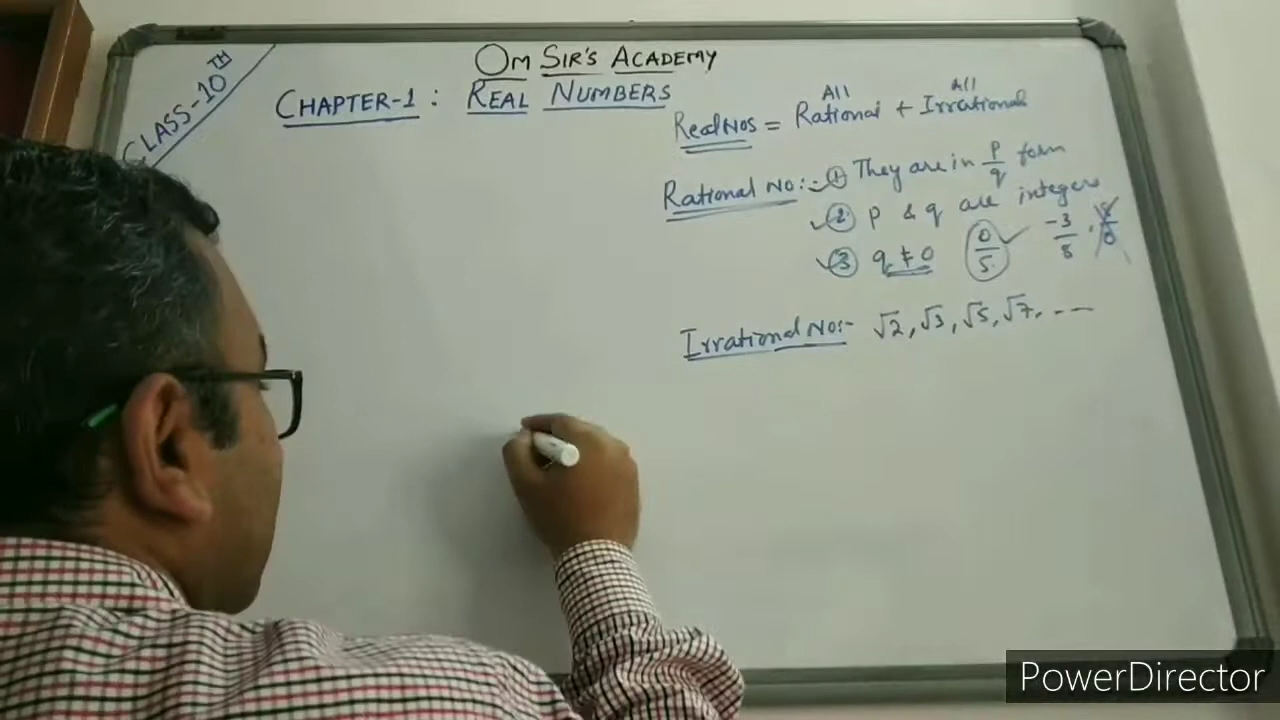 OM SIR'S ACADEMY
CLASS-10TH
CHAPTER-1 : REAL NUMBERS
Real Nos = All Rational + All Irrational
Rational No:- ① They are in p/q form
② p & q are integers
③ q ≠ 0 0/5 -3/8,
Irrational No:- √2, √3, √5, √7, ---
PowerDirector